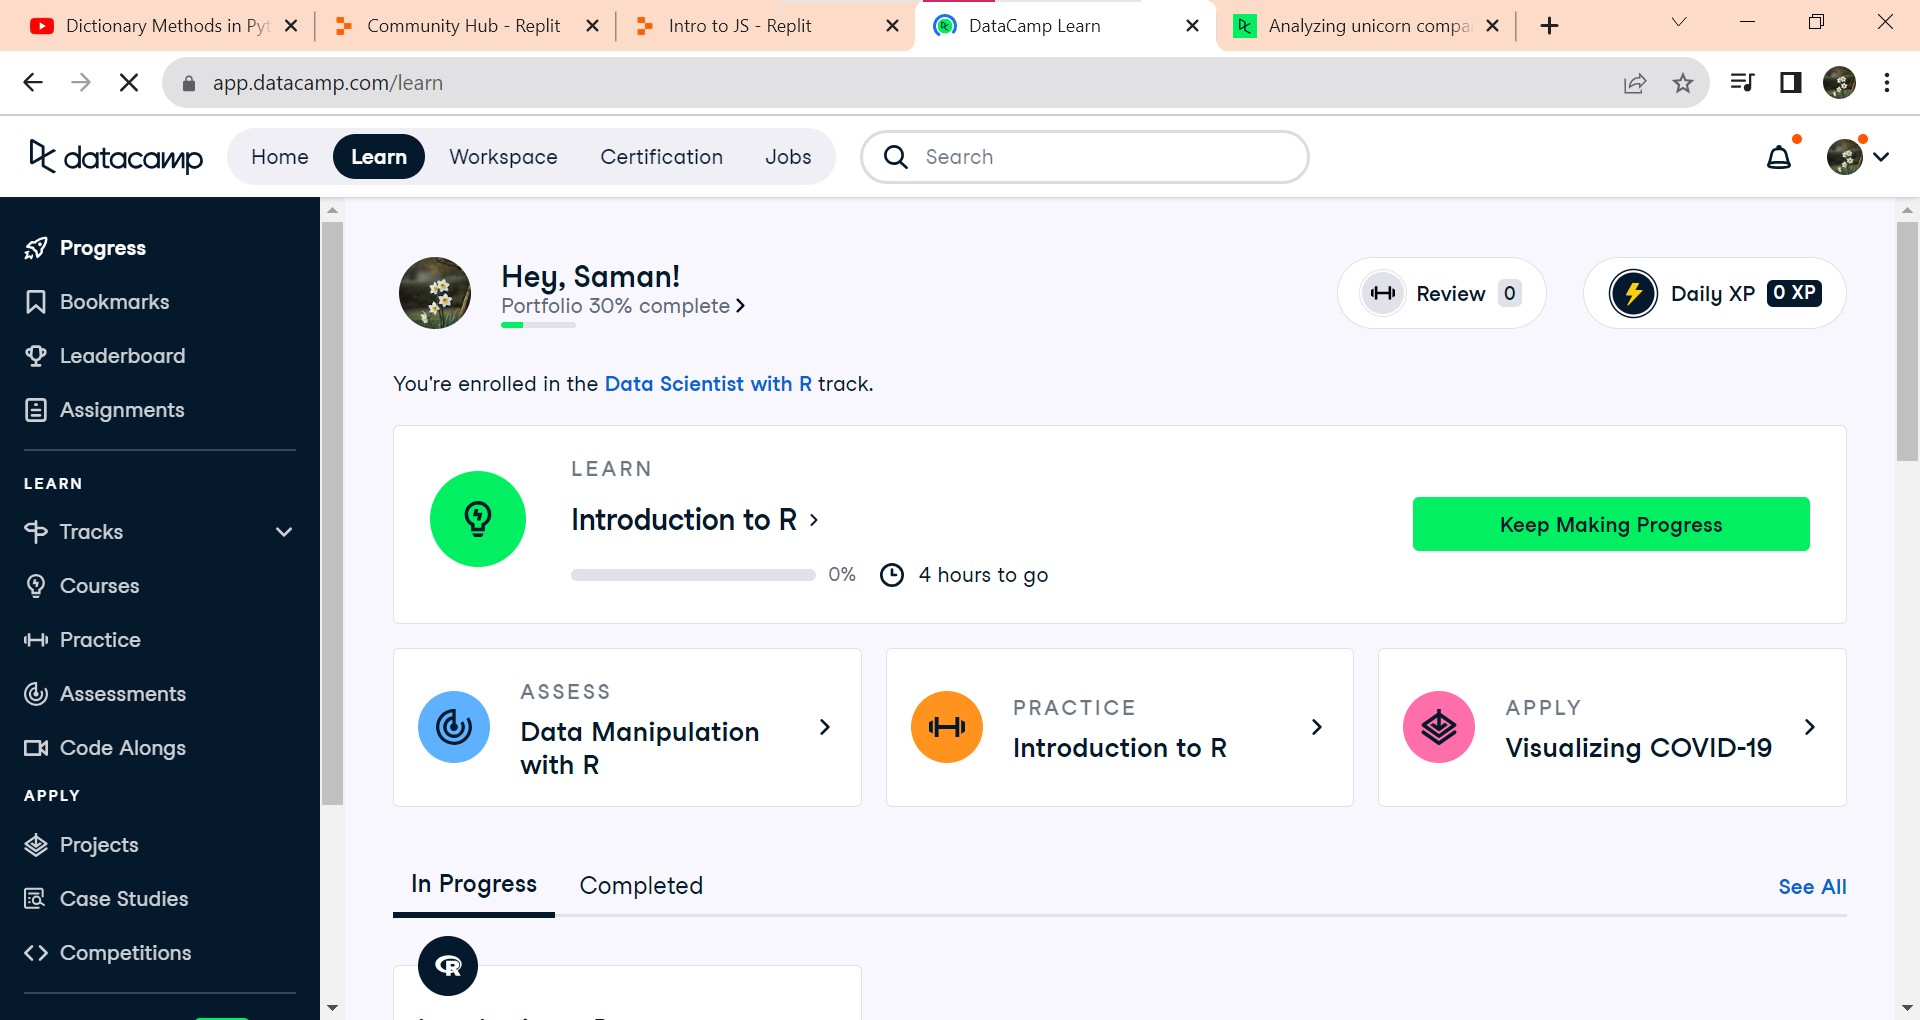 Dictionary Methods in Pyt
Community Hub - Replit
Intro to JS - Replit
DataCamp Learn
Analyzing unicorn compa
app.datacamp.com/learn
datacamp
Home
Learn
Workspace
Certification
Jobs
Search
Progress
Bookmarks
Leaderboard
Assignments
LEARN
Tracks
Courses
Practice
Assessments
Code Alongs
APPLY
Projects
Case Studies
Competitions
Hey, Saman!
Portfolio 30% complete
Review 0
Daily XP 0 XP
You're enrolled in the Data Scientist with R track.
LEARN
Introduction to R
0%
4 hours to go
Keep Making Progress
ASSESS
Data Manipulation
with R
PRACTICE
Introduction to R
APPLY
Visualizing COVID-19
In Progress
Completed
See All